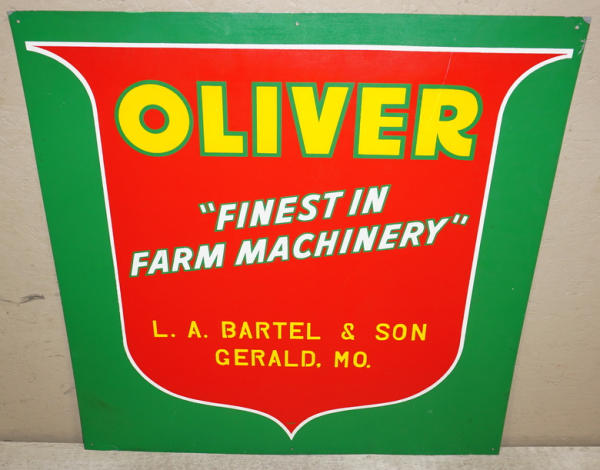 OLIVER
"FINEST IN
FARM MACHINERY"
L. A. BARTEL & SON
GERALD, MO.